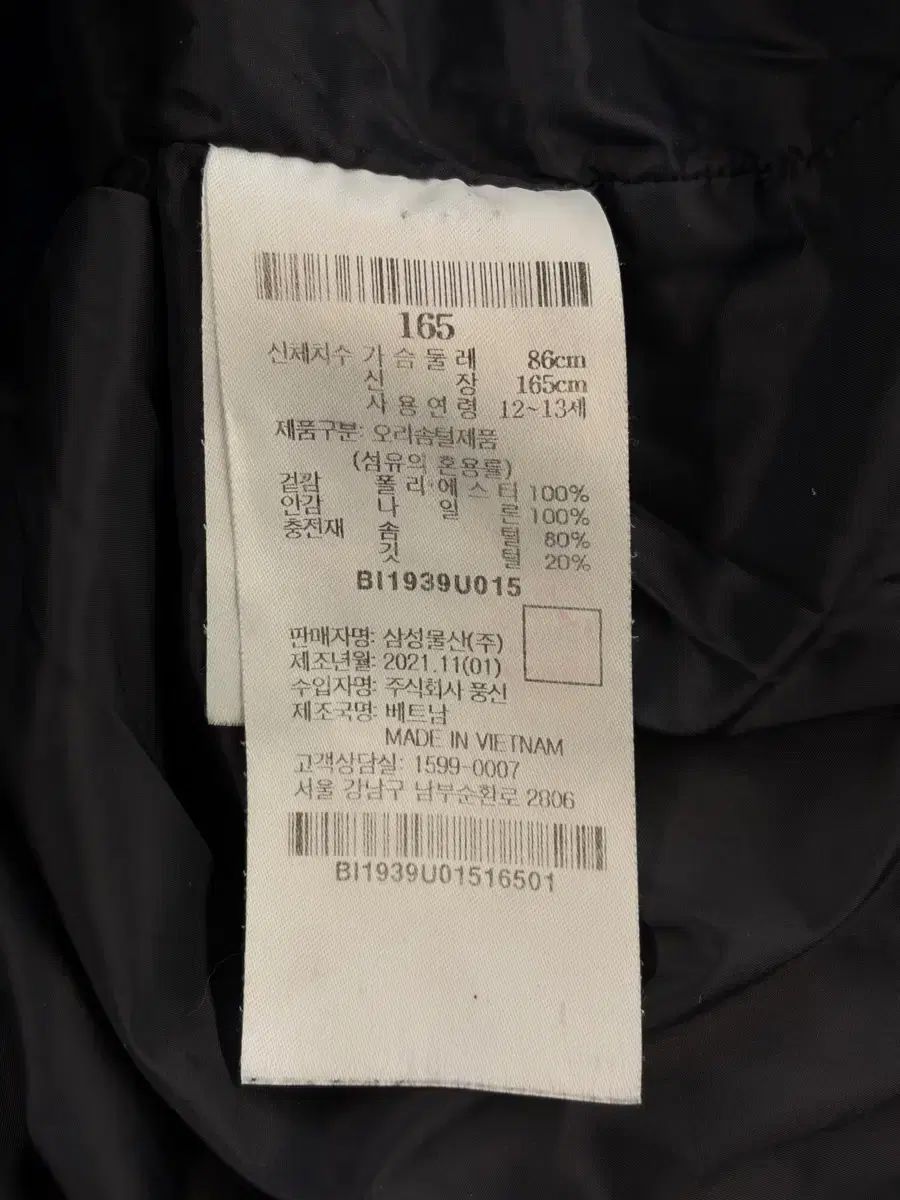 165
신체치수 가 슴 둘 레 86cm
신 장 165cm
사 용 연 령 12~13세
제품구분: 오리솜털제품
(섬유의 혼용률)
겉감 폴 리 에 스 터 100%
안감 나 일 론 100%
충전재 솜 털 80%
깃 털 20%
BI1939U015
판매자명: 삼성물산(주)
제조년월: 2021.11(01)
수입자명: 주식회사 풍신
제조국명: 베트남
MADE IN VIETNAM
고객상담실: 1599-0007
서울 강남구 남부순환로 2806
BI1939U01516501